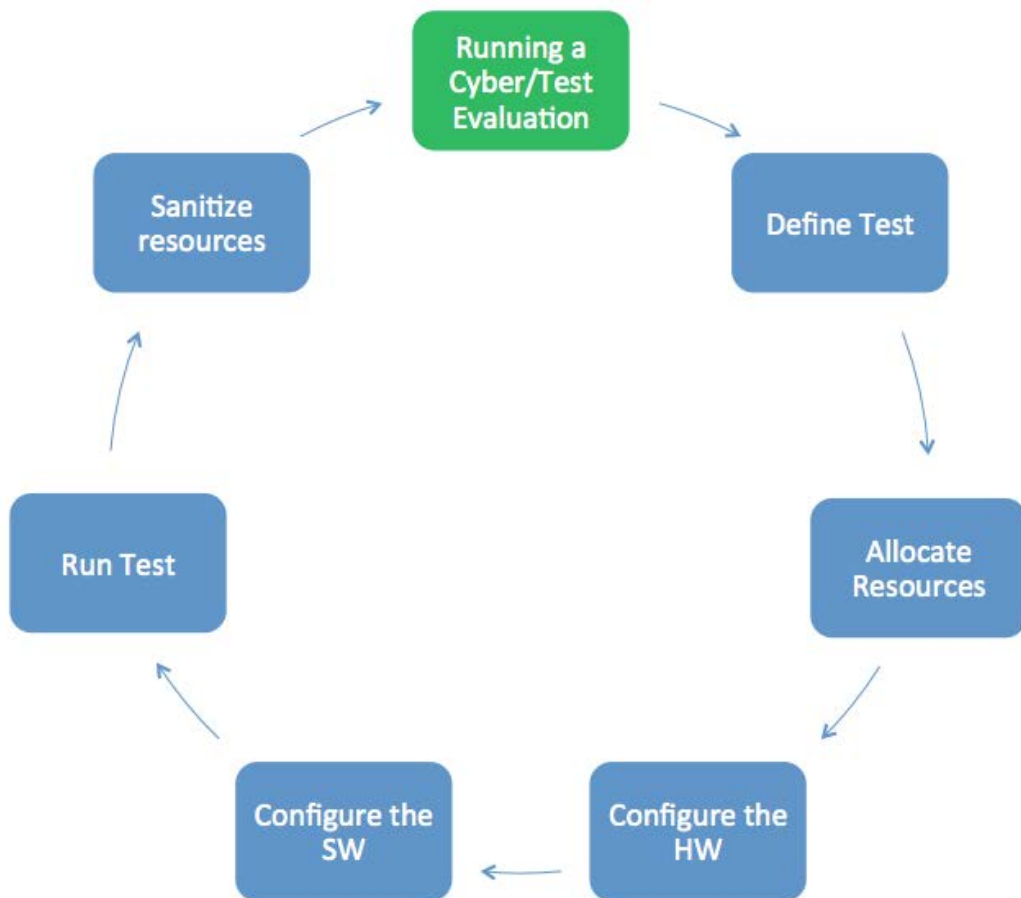 Running a
Cyber/Test
Evaluation
Define Test
Allocate
Resources
Configure the
HW
Configure the
SW
Run Test
Sanitize
resources